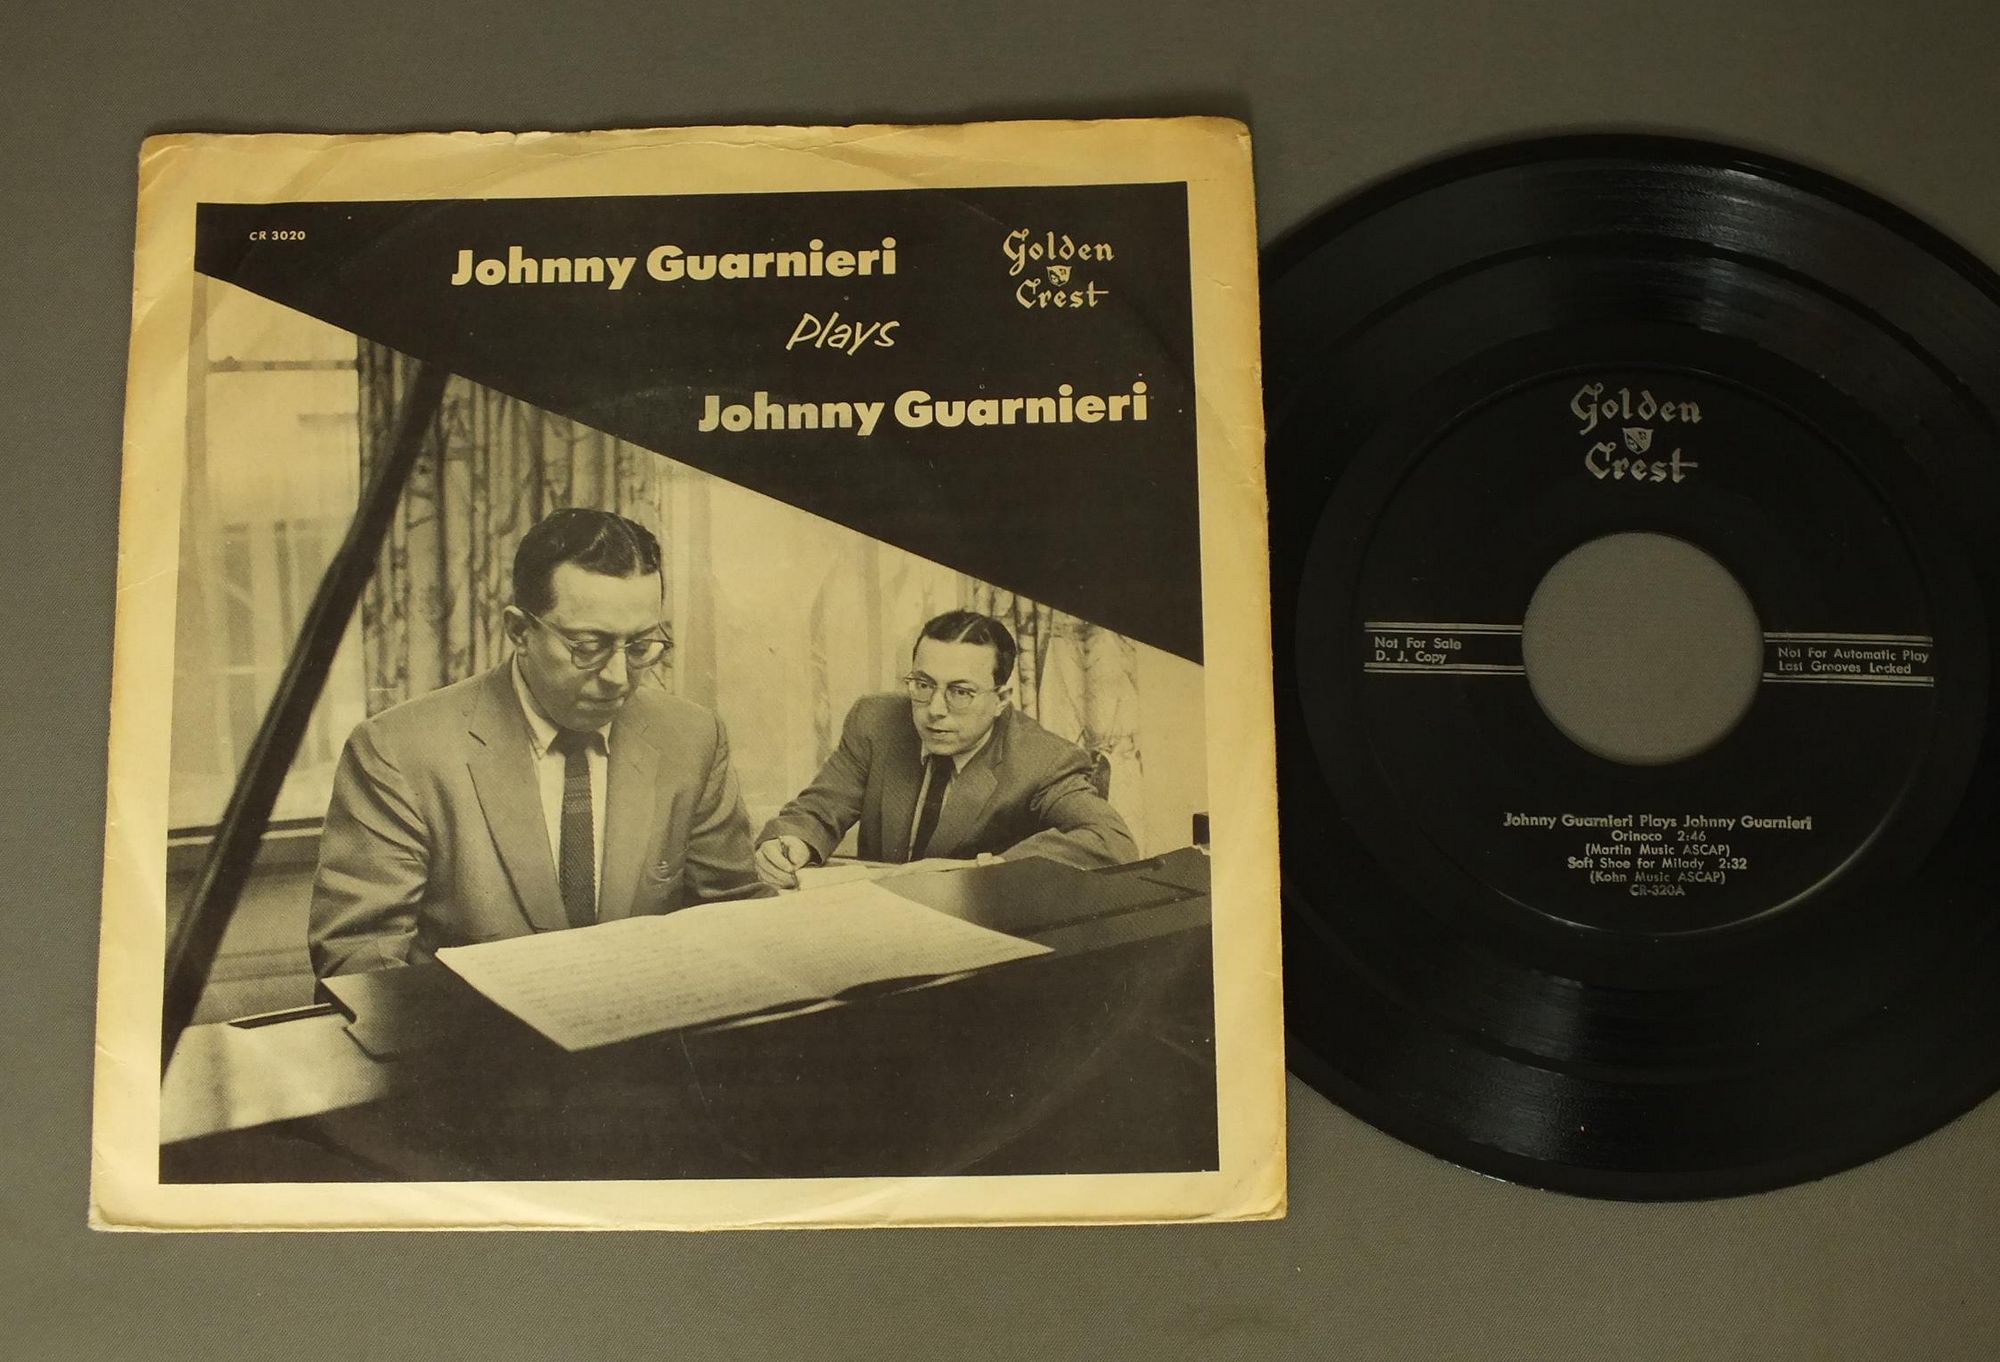 CR 3020
Johnny Guarnieri
plays
Johnny Guarnieri
Golden
Crest
Golden
Crest
Not For Sale
D. J. Copy
Not For Automatic Play
Last Grooves Locked
Johnny Guarnieri Plays Johnny Guarnieri
Orinoco 2:46
(Martin Music ASCAP)
Soft Shoe for Milady 2:32
(Kohn Music ASCAP)
CR-320A